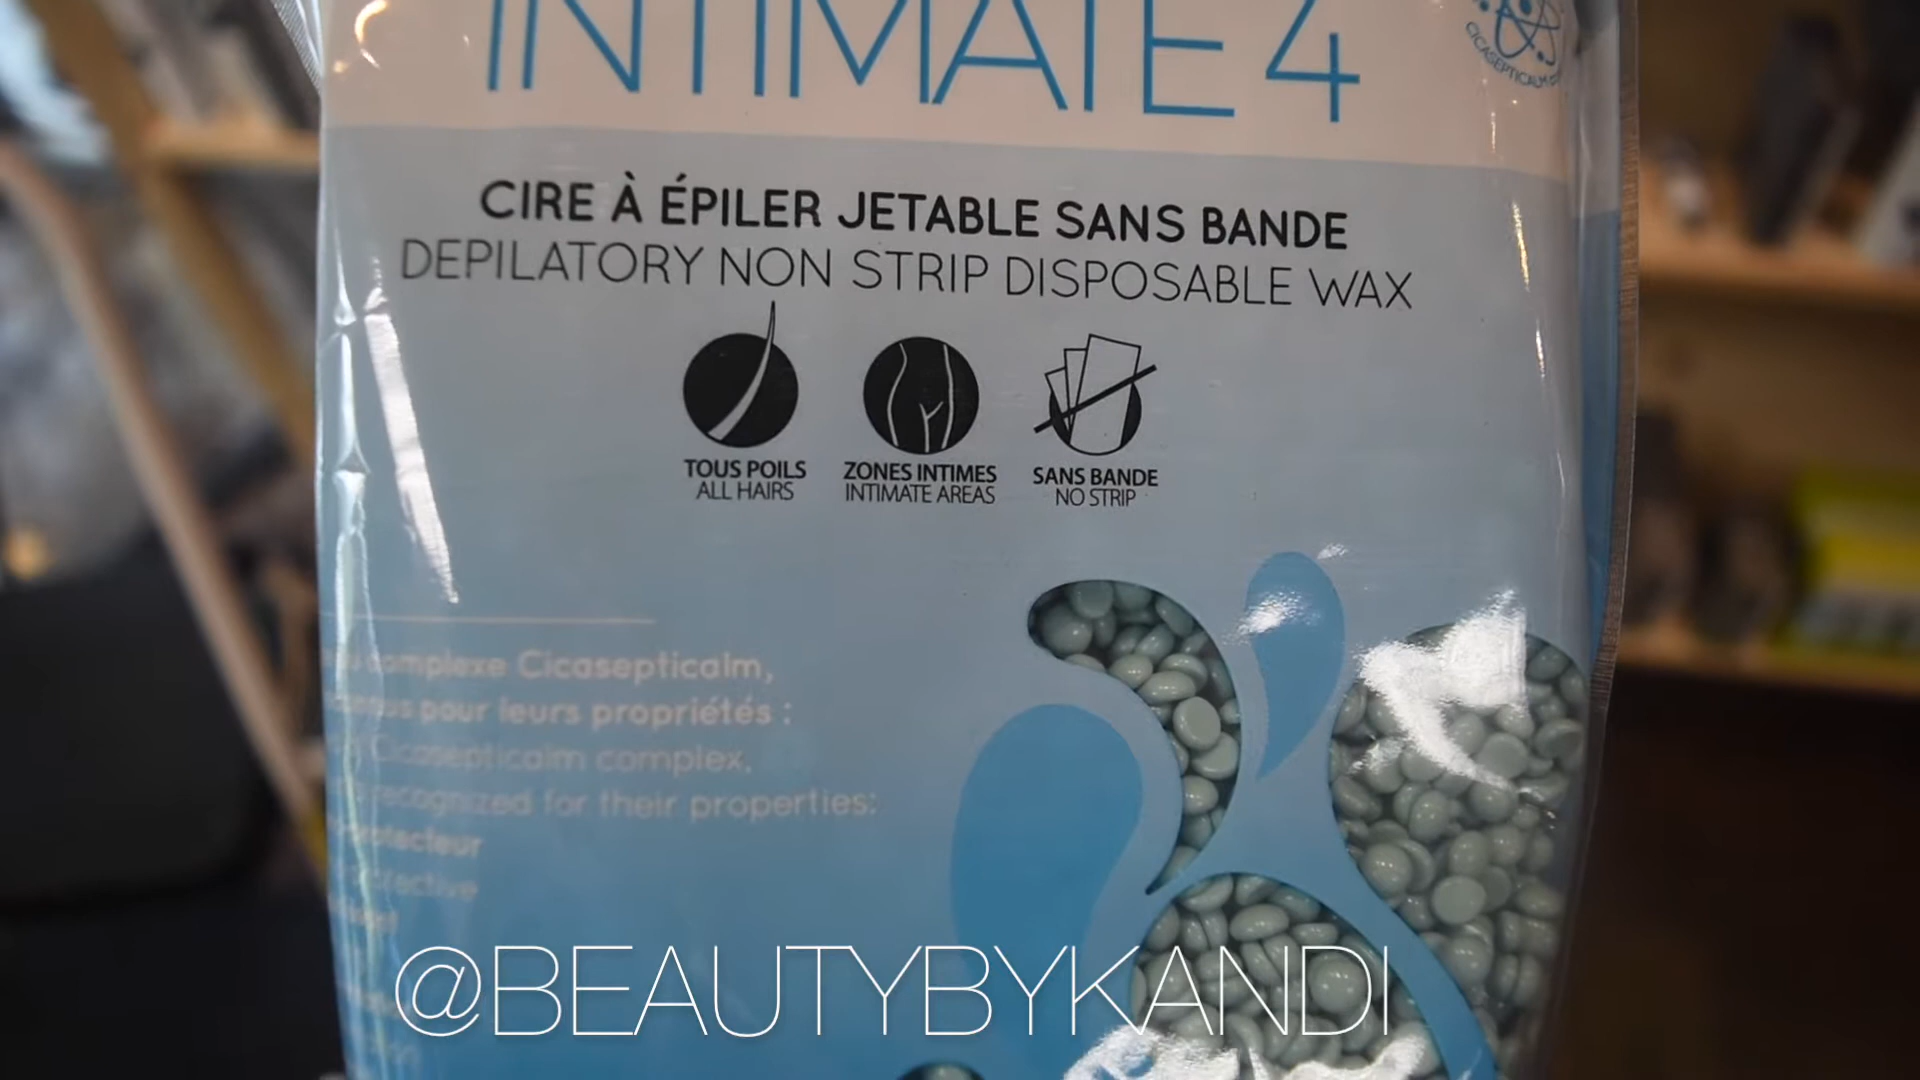 INTIMATE 4
CICASEPTICALM
CIRE À ÉPILER JETABLE SANS BANDE
DEPILATORY NON STRIP DISPOSABLE WAX
TOUS POILS
ALL HAIRS
ZONES INTIMES
INTIMATE AREAS
SANS BANDE
NO STRIP
complexe Cicasepticalm,
pour leurs propriétés :
Cicasepticalm complex,
recognized for their properties:
@BEAUTYBYKANDI